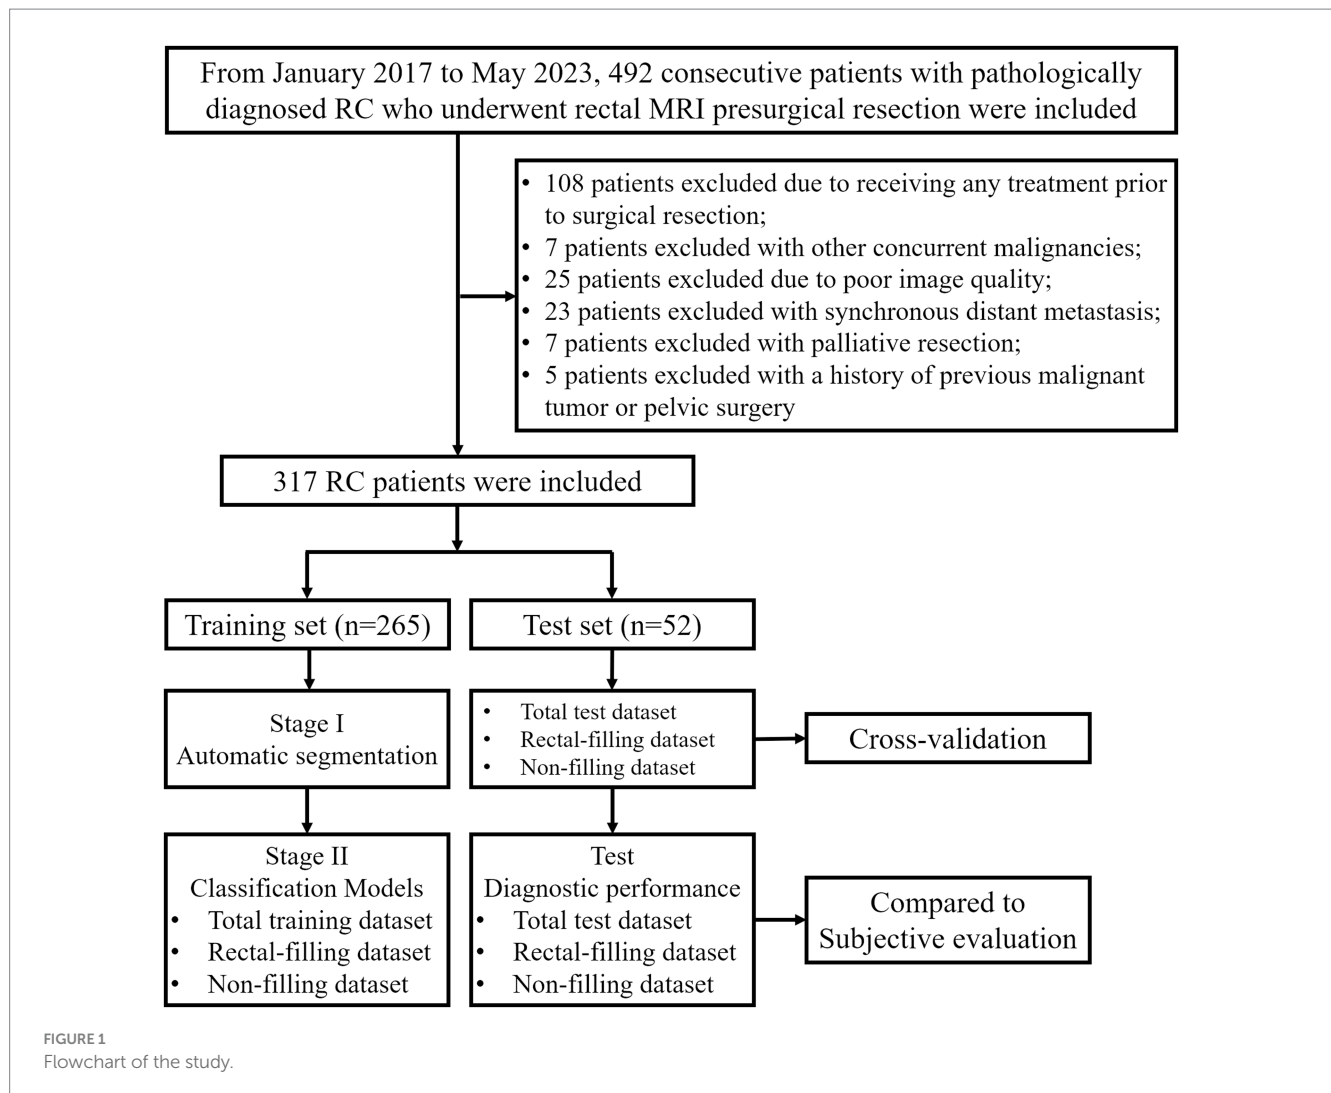 From January 2017 to May 2023, 492 consecutive patients with pathologically
diagnosed RC who underwent rectal MRI presurgical resection were included
• 108 patients excluded due to receiving any treatment prior
to surgical resection;
• 7 patients excluded with other concurrent malignancies;
• 25 patients excluded due to poor image quality;
• 23 patients excluded with synchronous distant metastasis;
• 7 patients excluded with palliative resection;
• 5 patients excluded with a history of previous malignant
tumor or pelvic surgery
317 RC patients were included
Training set (n=265)
Test set (n=52)
Stage I
Automatic segmentation
• Total test dataset
• Rectal-filling dataset
• Non-filling dataset
Cross-validation
Stage II
Classification Models
• Total training dataset
• Rectal-filling dataset
• Non-filling dataset
Test
Diagnostic performance
• Total test dataset
• Rectal-filling dataset
• Non-filling dataset
Compared to
Subjective evaluation
FIGURE 1
Flowchart of the study.